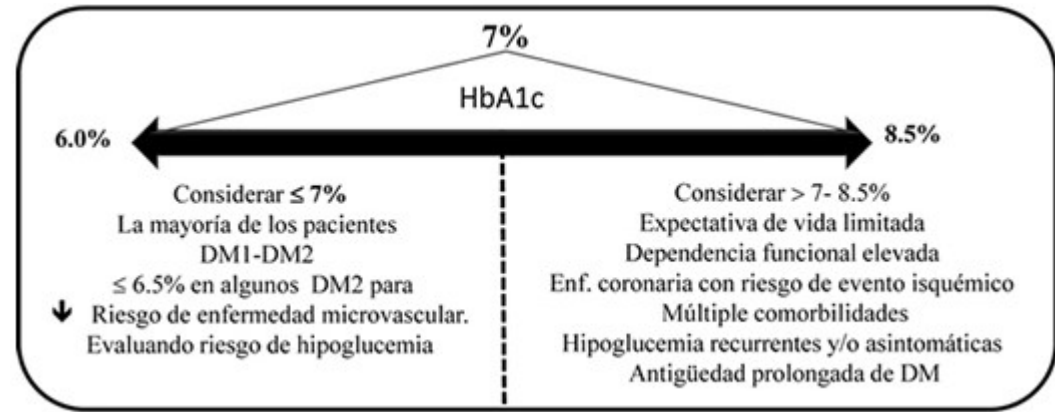 7%
HbA1c
6.0%
8.5%
Considerar ≤ 7%
La mayoría de los pacientes
DM1-DM2
≤ 6.5% en algunos DM2 para
🡫 Riesgo de enfermedad microvascular.
Evaluando riesgo de hipoglucemia
Considerar > 7- 8.5%
Expectativa de vida limitada
Dependencia funcional elevada
Enf. coronaria con riesgo de evento isquémico
Múltiple comorbilidades
Hipoglucemia recurrentes y/o asintomáticas
Antigüedad prolongada de DM